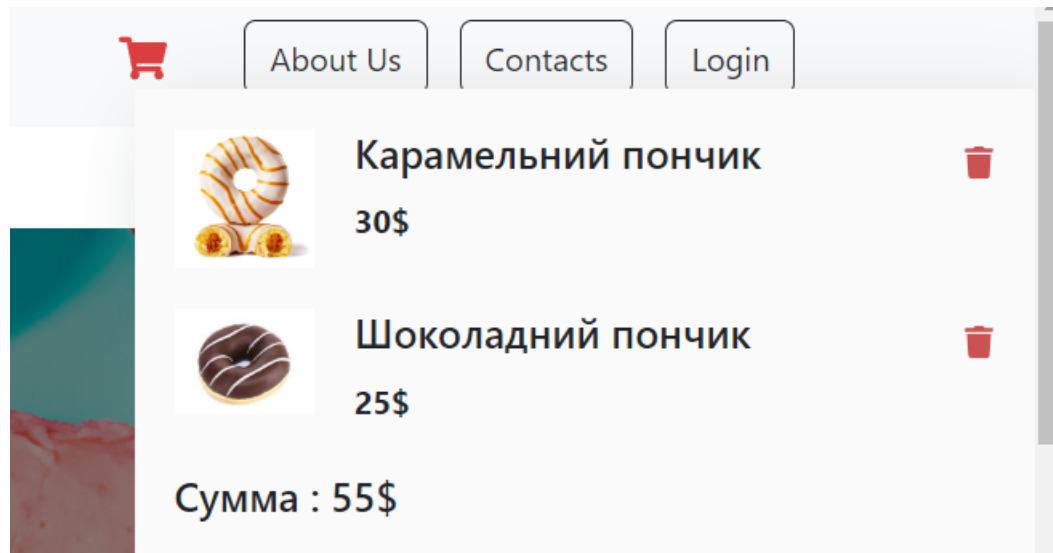 About Us Contacts Login
Карамельний пончик
30$
Шоколадний пончик
25$
Сумма : 55$